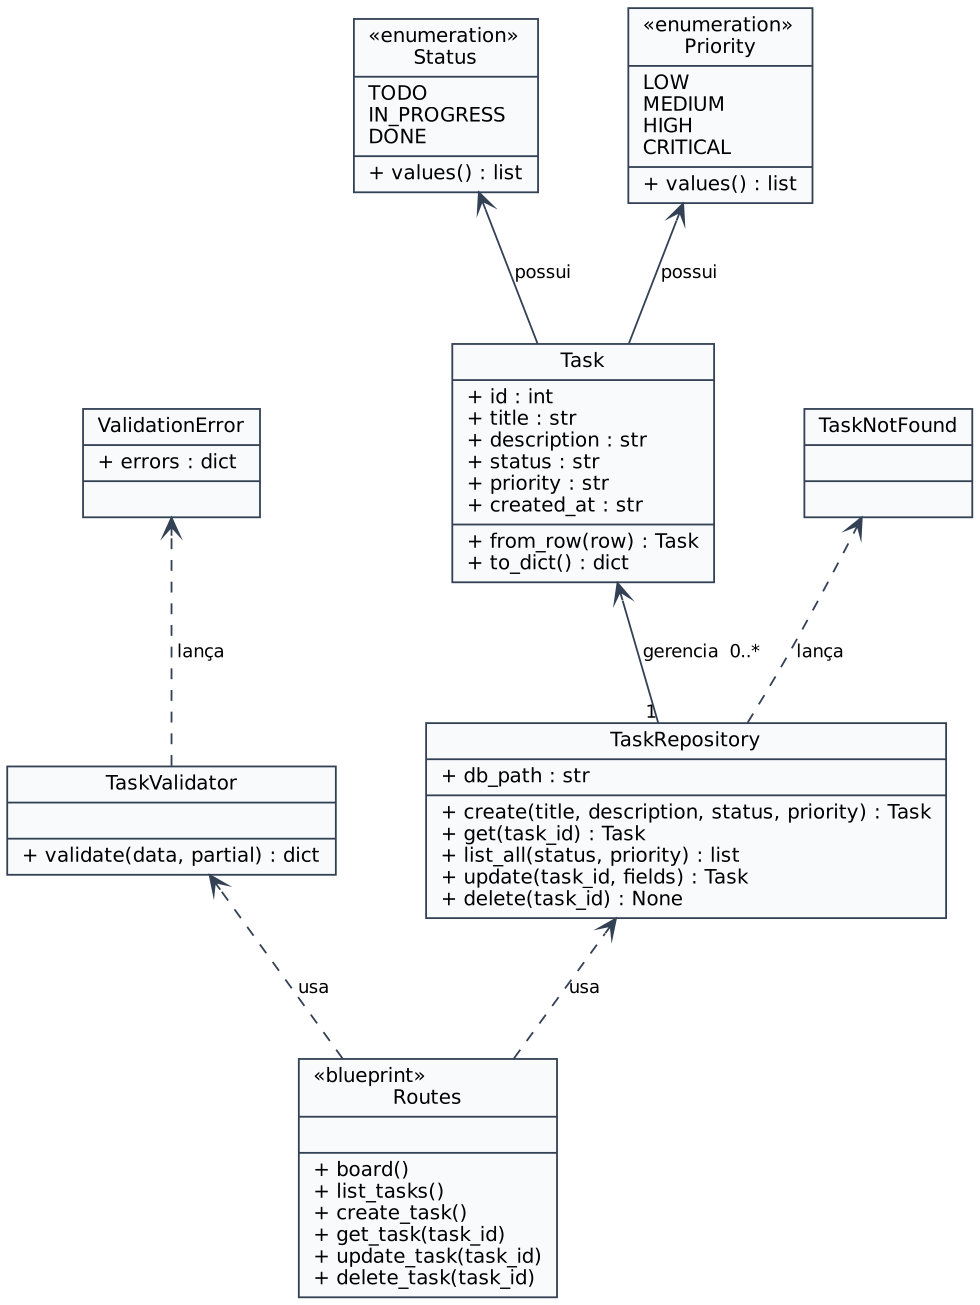 «enumeration»
Status
TODO
IN_PROGRESS
DONE
+ values() : list
«enumeration»
Priority
LOW
MEDIUM
HIGH
CRITICAL
+ values() : list
possui
possui
Task
+ id : int
+ title : str
+ description : str
+ status : str
+ priority : str
+ created_at : str
+ from_row(row) : Task
+ to_dict() : dict
ValidationError
+ errors : dict
TaskNotFound
lança
gerencia 0..*
lança
1
TaskRepository
+ db_path : str
+ create(title, description, status, priority) : Task
+ get(task_id) : Task
+ list_all(status, priority) : list
+ update(task_id, fields) : Task
+ delete(task_id) : None
TaskValidator
+ validate(data, partial) : dict
usa
usa
«blueprint»
Routes
+ board()
+ list_tasks()
+ create_task()
+ get_task(task_id)
+ update_task(task_id)
+ delete_task(task_id)